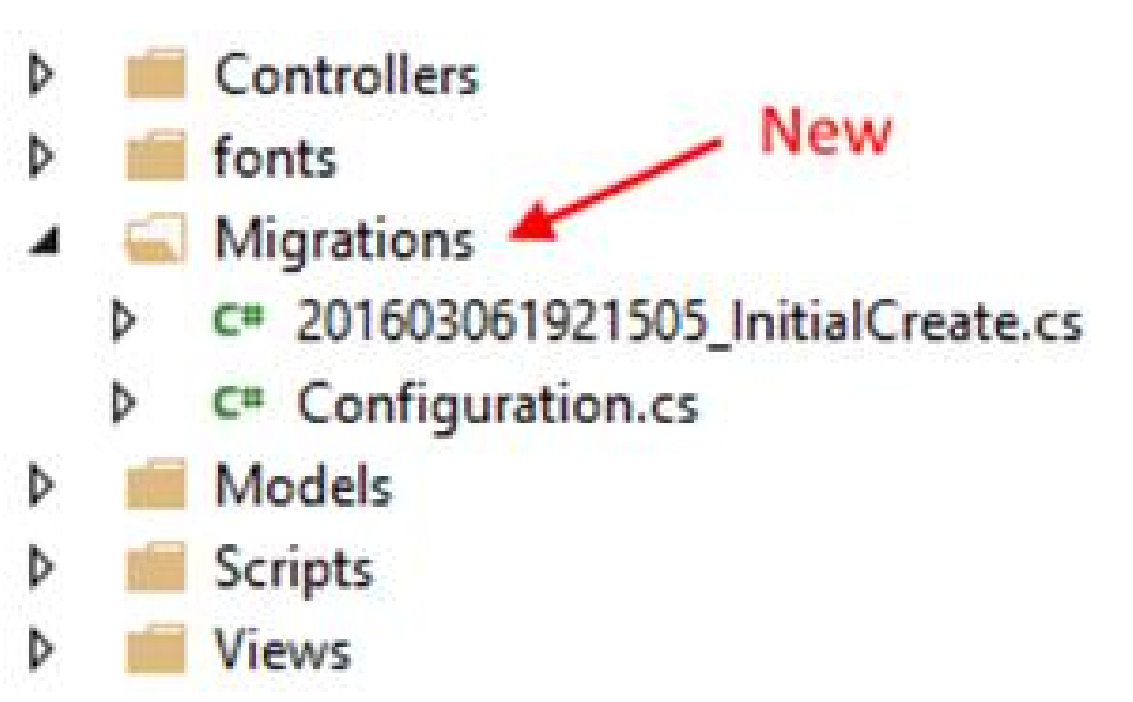 Controllers
New
fonts
Migrations
C# 201603061921505_InitialCreate.cs
C# Configuration.cs
Models
Scripts
Views